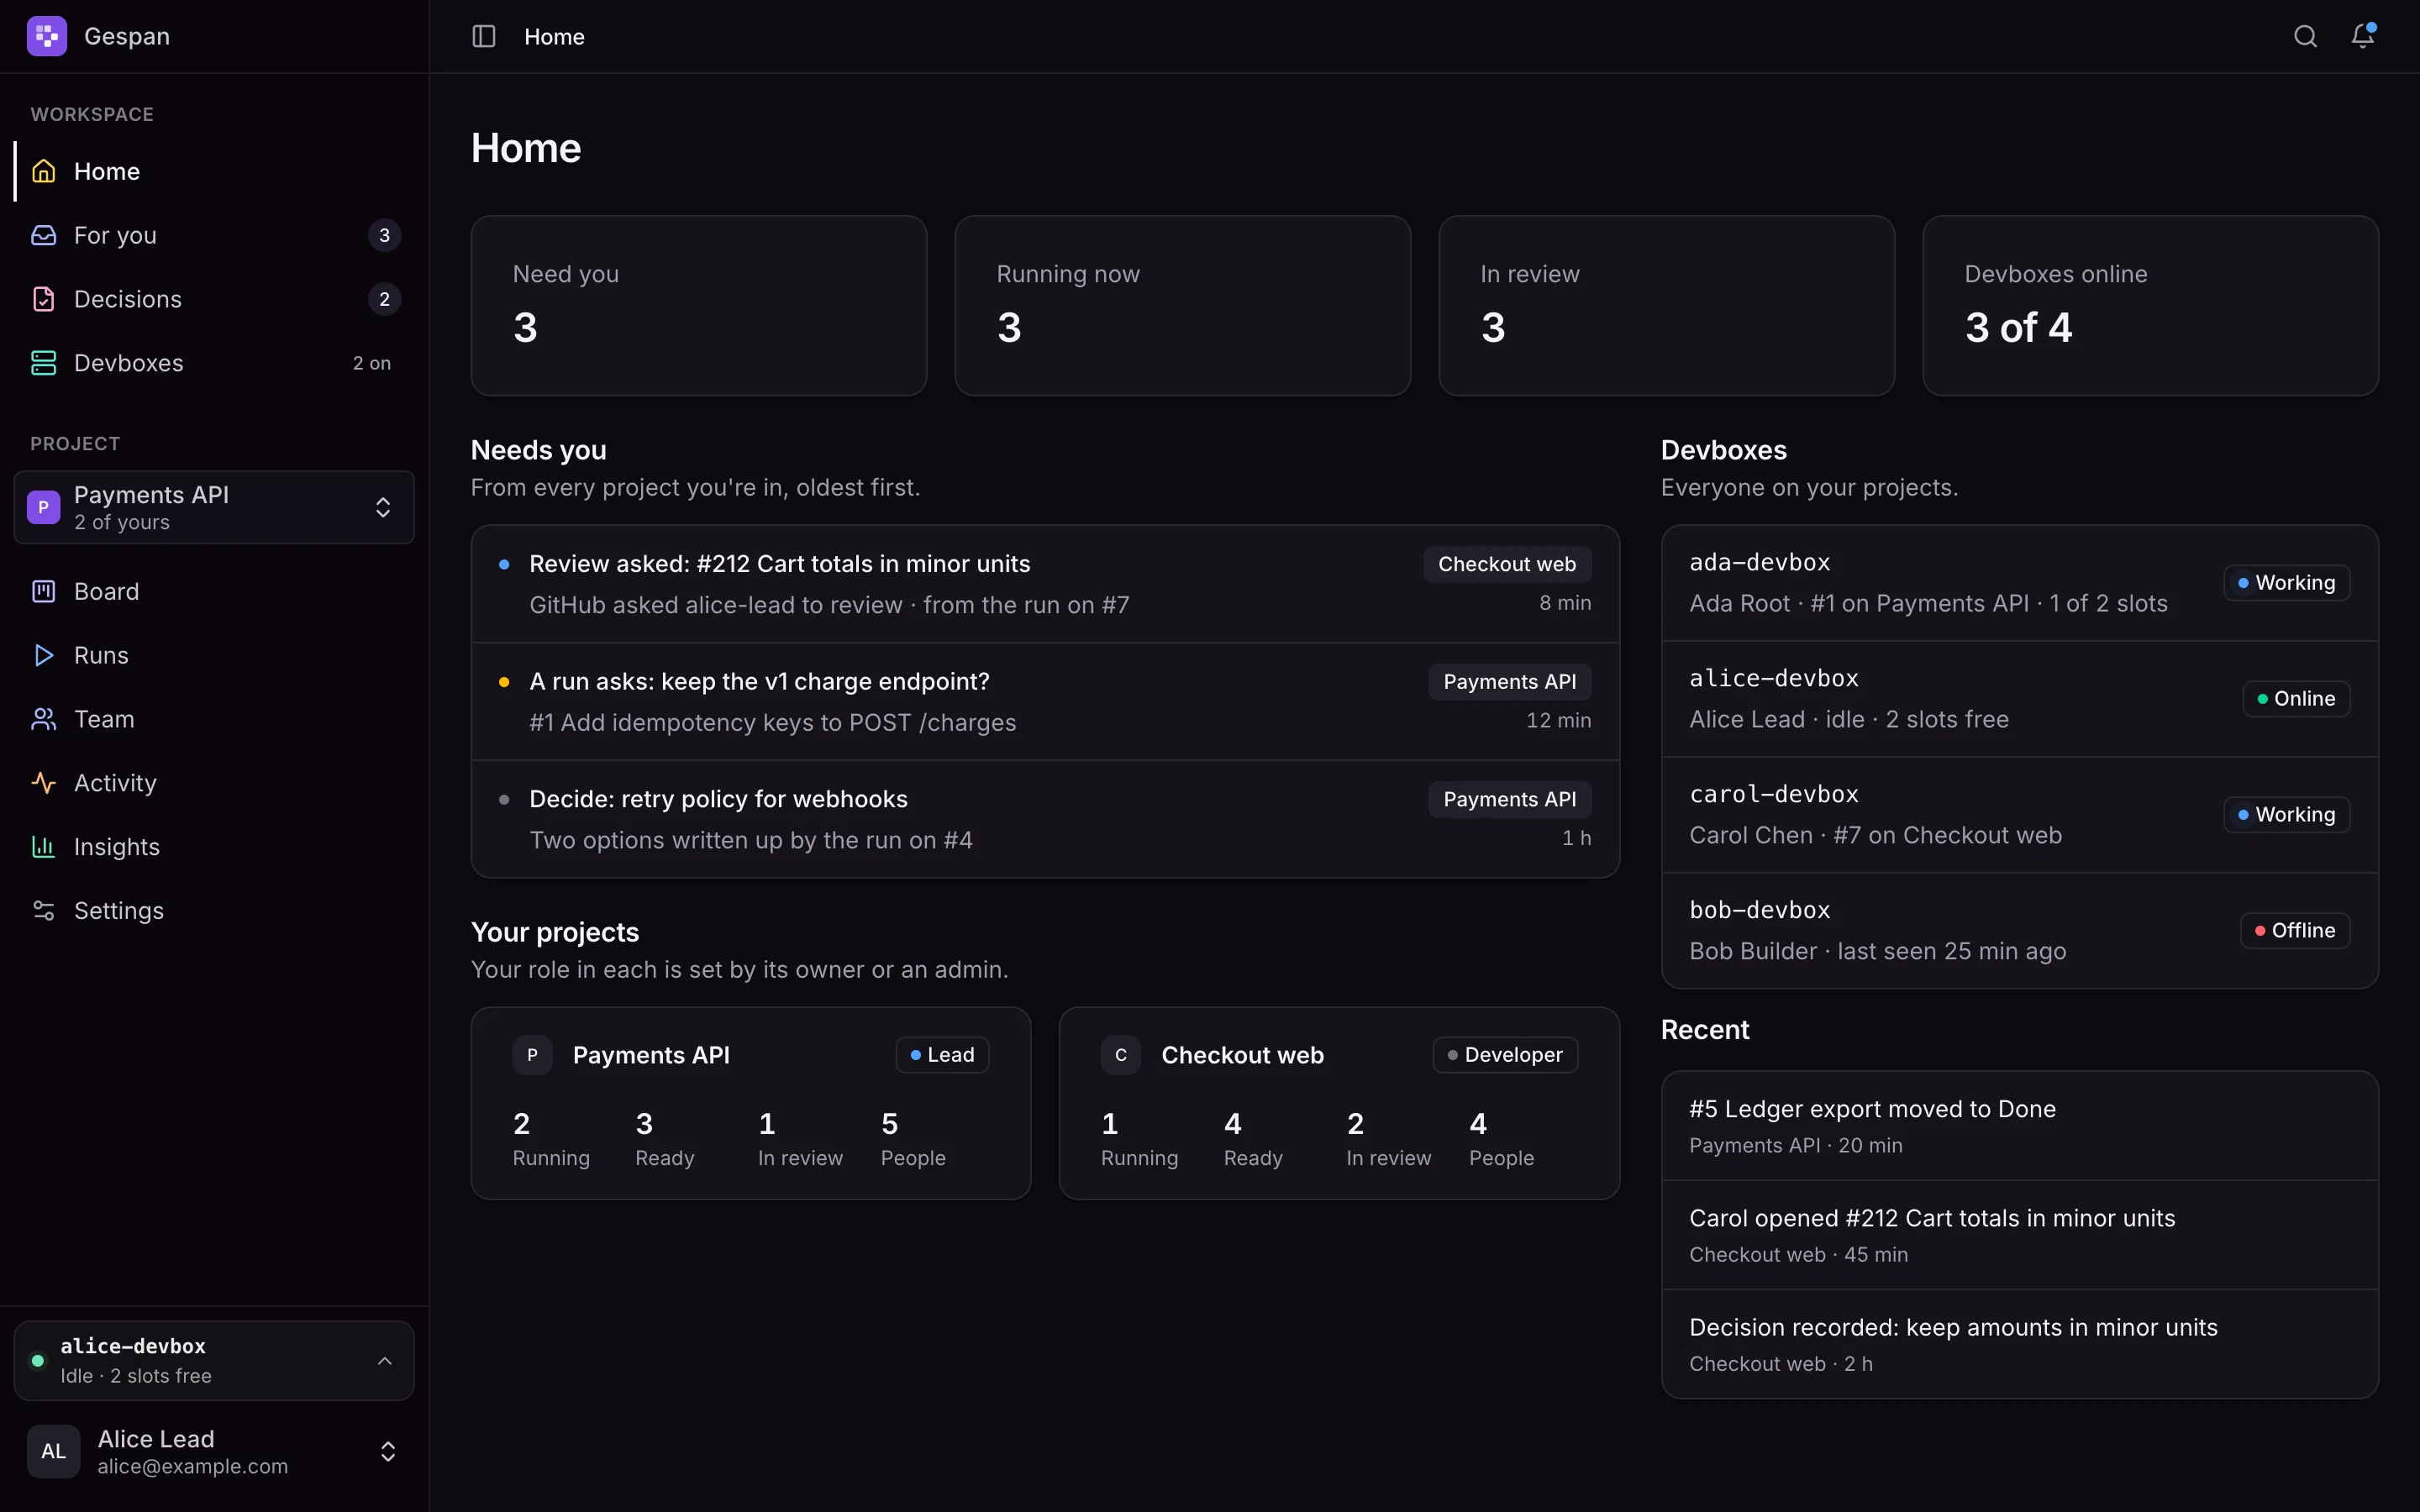 Gespan
WORKSPACE
Home
For you
3
Decisions
2
Devboxes
2 on
PROJECT
P
Payments API
2 of yours
Board
Runs
Team
Activity
Insights
Settings
alice-devbox
Idle · 2 slots free
AL
Alice Lead
alice@example.com
Home
Home
Need you
3
Running now
3
In review
3
Devboxes online
3 of 4
Needs you
From every project you're in, oldest first.
Review asked: #212 Cart totals in minor units
Checkout web
GitHub asked alice-lead to review · from the run on #7
8 min
A run asks: keep the v1 charge endpoint?
Payments API
#1 Add idempotency keys to POST /charges
12 min
Decide: retry policy for webhooks
Payments API
Two options written up by the run on #4
1 h
Your projects
Your role in each is set by its owner or an admin.
P
Payments API
Lead
2
Running
3
Ready
1
In review
5
People
C
Checkout web
Developer
1
Running
4
Ready
2
In review
4
People
Devboxes
Everyone on your projects.
ada-devbox
Ada Root · #1 on Payments API · 1 of 2 slots
Working
alice-devbox
Alice Lead · idle · 2 slots free
Online
carol-devbox
Carol Chen · #7 on Checkout web
Working
bob-devbox
Bob Builder · last seen 25 min ago
Offline
Recent
#5 Ledger export moved to Done
Payments API · 20 min
Carol opened #212 Cart totals in minor units
Checkout web · 45 min
Decision recorded: keep amounts in minor units
Checkout web · 2 h